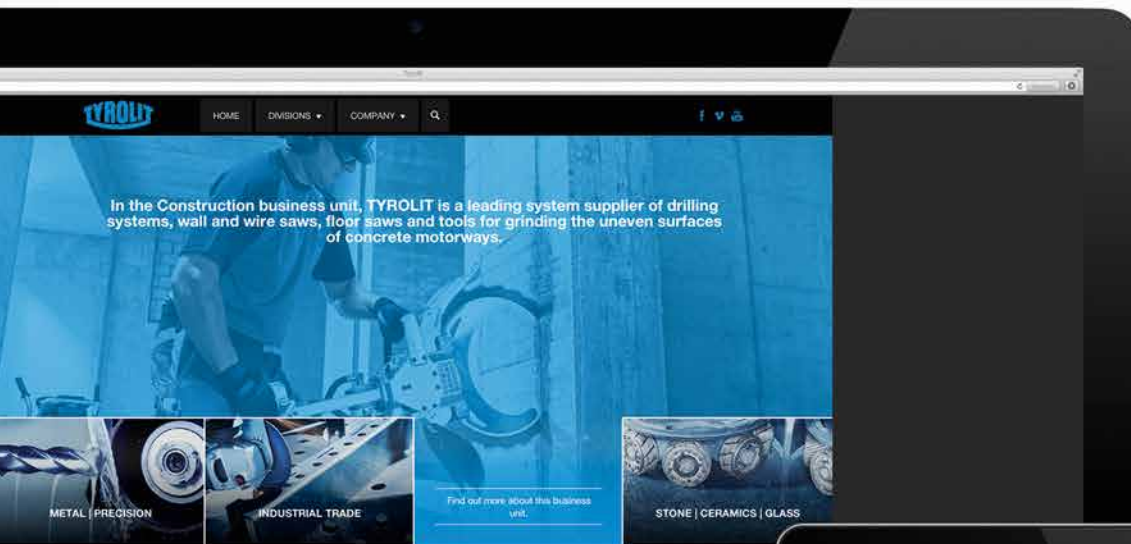 TYROLIT
HOME
DIVISIONS
COMPANY
In the Construction business unit, TYROLIT is a leading system supplier of drilling
systems, wall and wire saws, floor saws and tools for grinding the uneven surfaces
of concrete motorways.
METAL | PRECISION
INDUSTRIAL TRADE
Find out more about this business
unit.
STONE | CERAMICS | GLASS